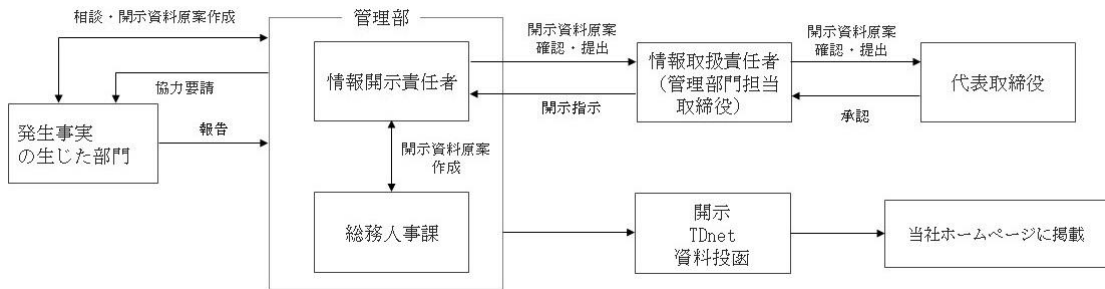 相談・開示資料原案作成
管理部
開示資料原案
確認・提出
開示資料原案
確認・提出
情報開示責任者
情報取扱責任者
(管理部門担当
取締役)
代表取締役
協力要請
開示指示
承認
発生事実
の生じた部門
報告
開示資料原案
作成
総務人事課
開示
TDnet
資料投函
当社ホームページに掲載